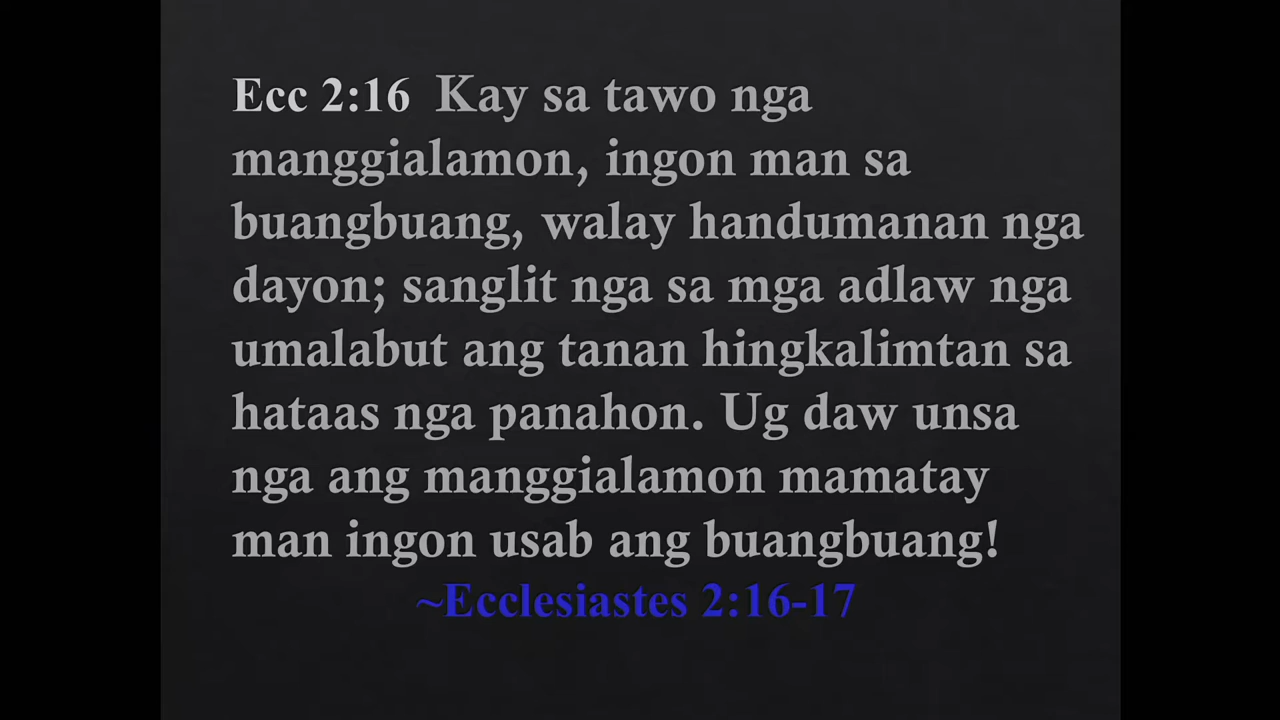 Ecc 2:16 Kay sa tawo nga
manggialamon, ingon man sa
buangbuang, walay handumanan nga
dayon; sanglit nga sa mga adlaw nga
umalabut ang tanan hingkalimtan sa
hataas nga panahon. Ug daw unsa
nga ang manggialamon mamatay
man ingon usab ang buangbuang!
~Ecclesiastes 2:16-17